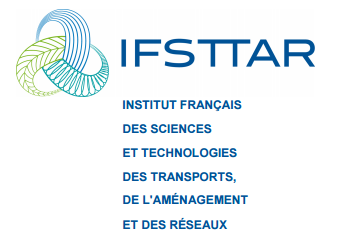 IFSTTAR
INSTITUT FRANÇAIS
DES SCIENCES
ET TECHNOLOGIES
DES TRANSPORTS,
DE L'AMÉNAGEMENT
ET DES RÉSEAUX